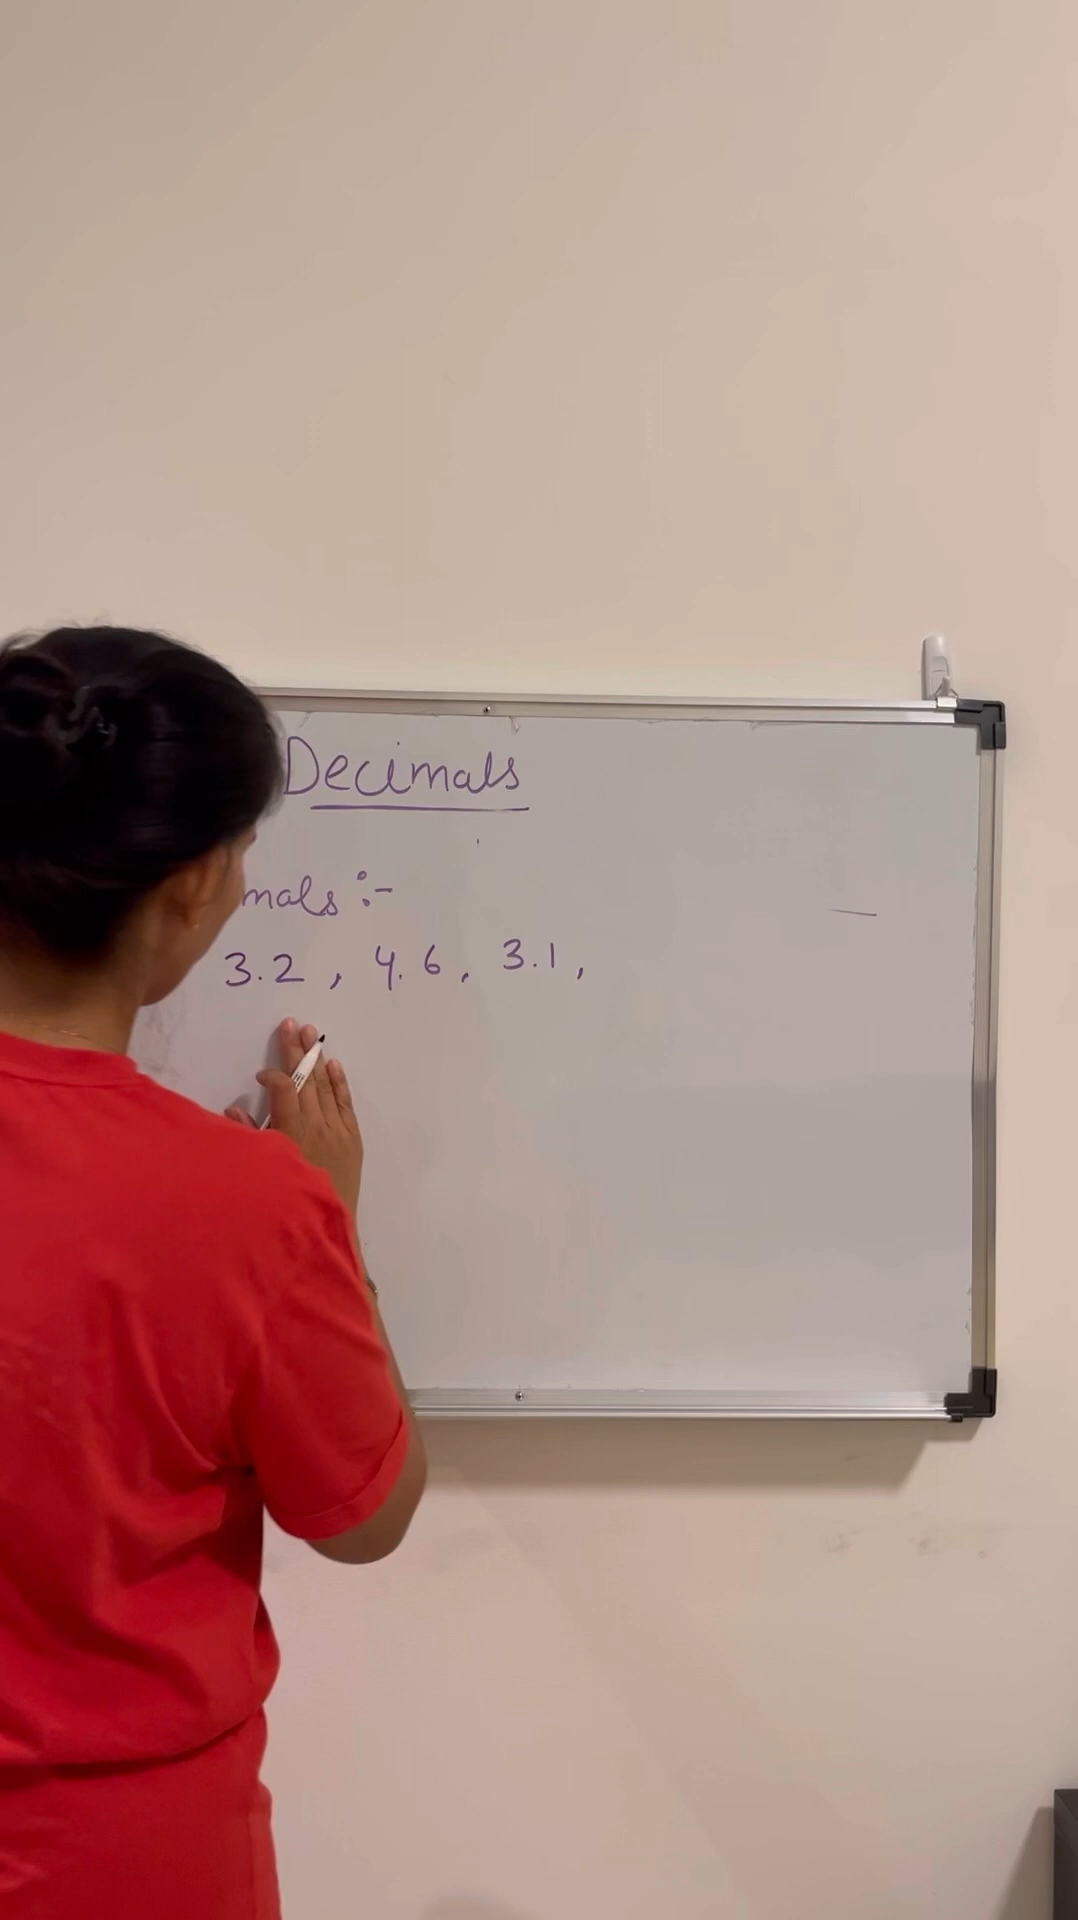 Decimals
mals :-
3.2 , 4.6, 3.1,